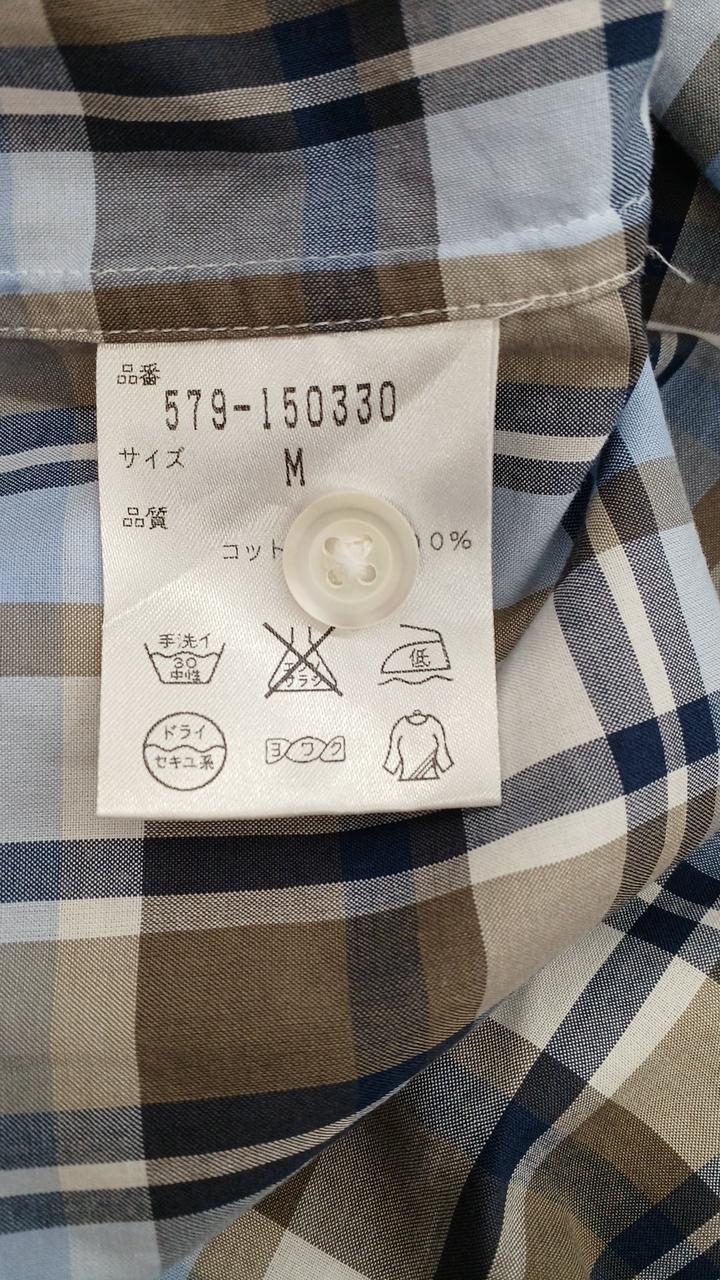 品番
579-150330
サイズ
M
品質
コット 00%
手洗イ
30
中性
エンソ
サラシ
低
ドライ
セキユ系
ヨワク